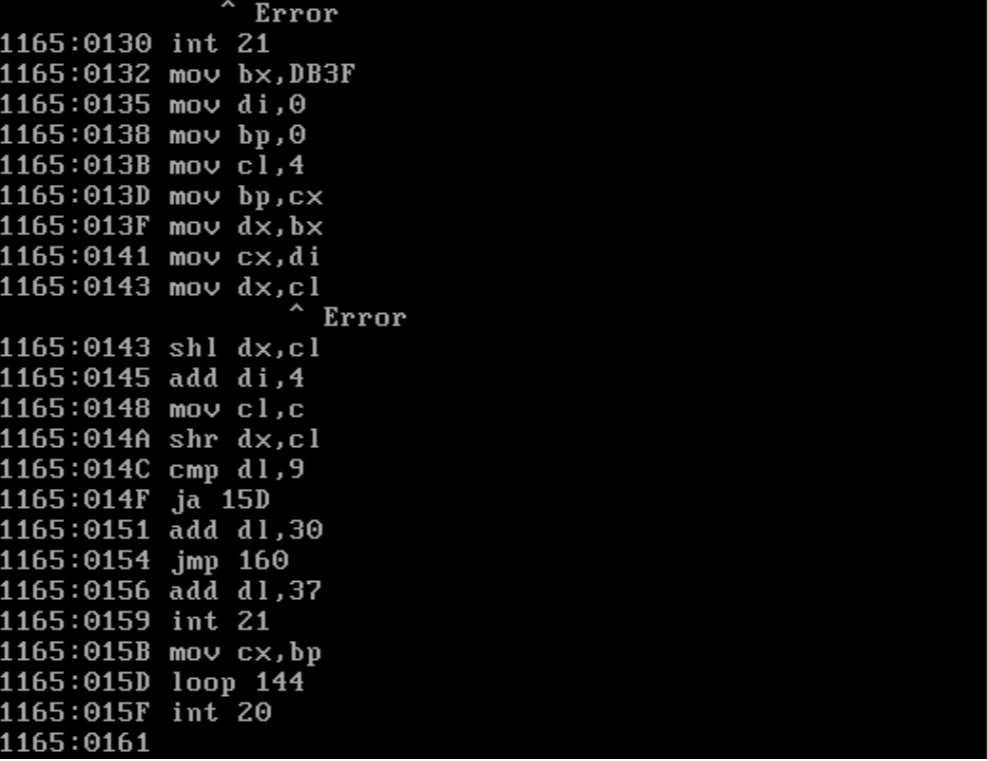 ^ Error
1165:0130 int 21
1165:0132 mov bx,DB3F
1165:0135 mov di,0
1165:0138 mov bp,0
1165:013B mov cl,4
1165:013D mov bp,cx
1165:013F mov dx,bx
1165:0141 mov cx,di
1165:0143 mov dx,cl
^ Error
1165:0143 shl dx,cl
1165:0145 add di,4
1165:0148 mov cl,c
1165:014A shr dx,cl
1165:014C cmp dl,9
1165:014F ja 15D
1165:0151 add dl,30
1165:0154 jmp 160
1165:0156 add dl,37
1165:0159 int 21
1165:015B mov cx,bp
1165:015D loop 144
1165:015F int 20
1165:0161